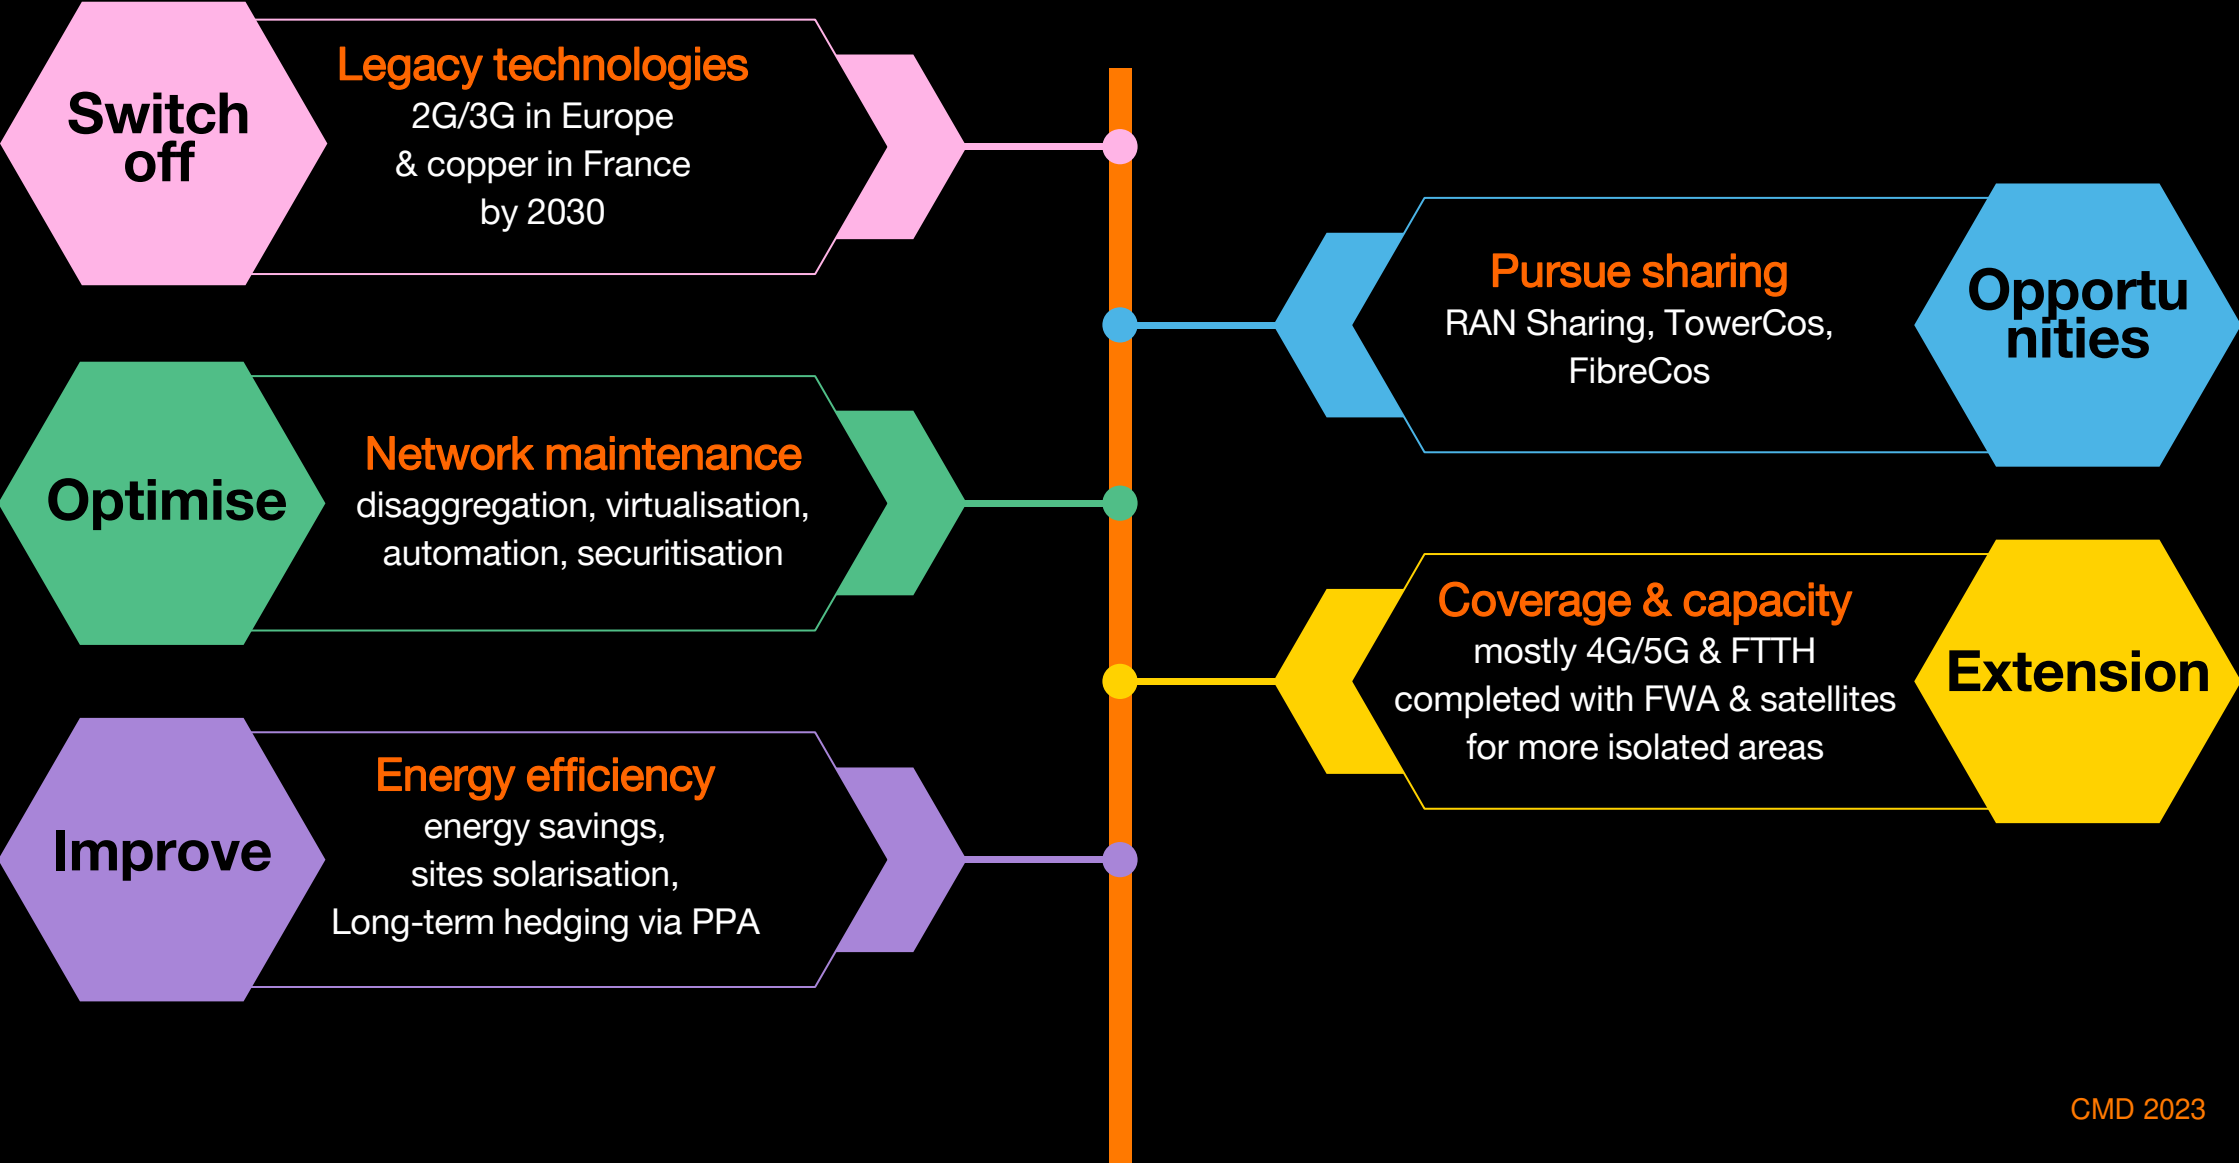 Switch
off
Legacy technologies
2G/3G in Europe
& copper in France
by 2030
Opportu
nities
Pursue sharing
RAN Sharing, TowerCos,
FibreCos
Optimise
Network maintenance
disaggregation, virtualisation,
automation, securitisation
Extension
Coverage & capacity
mostly 4G/5G & FTTH
completed with FWA & satellites
for more isolated areas
Improve
Energy efficiency
energy savings,
sites solarisation,
Long-term hedging via PPA
CMD 2023